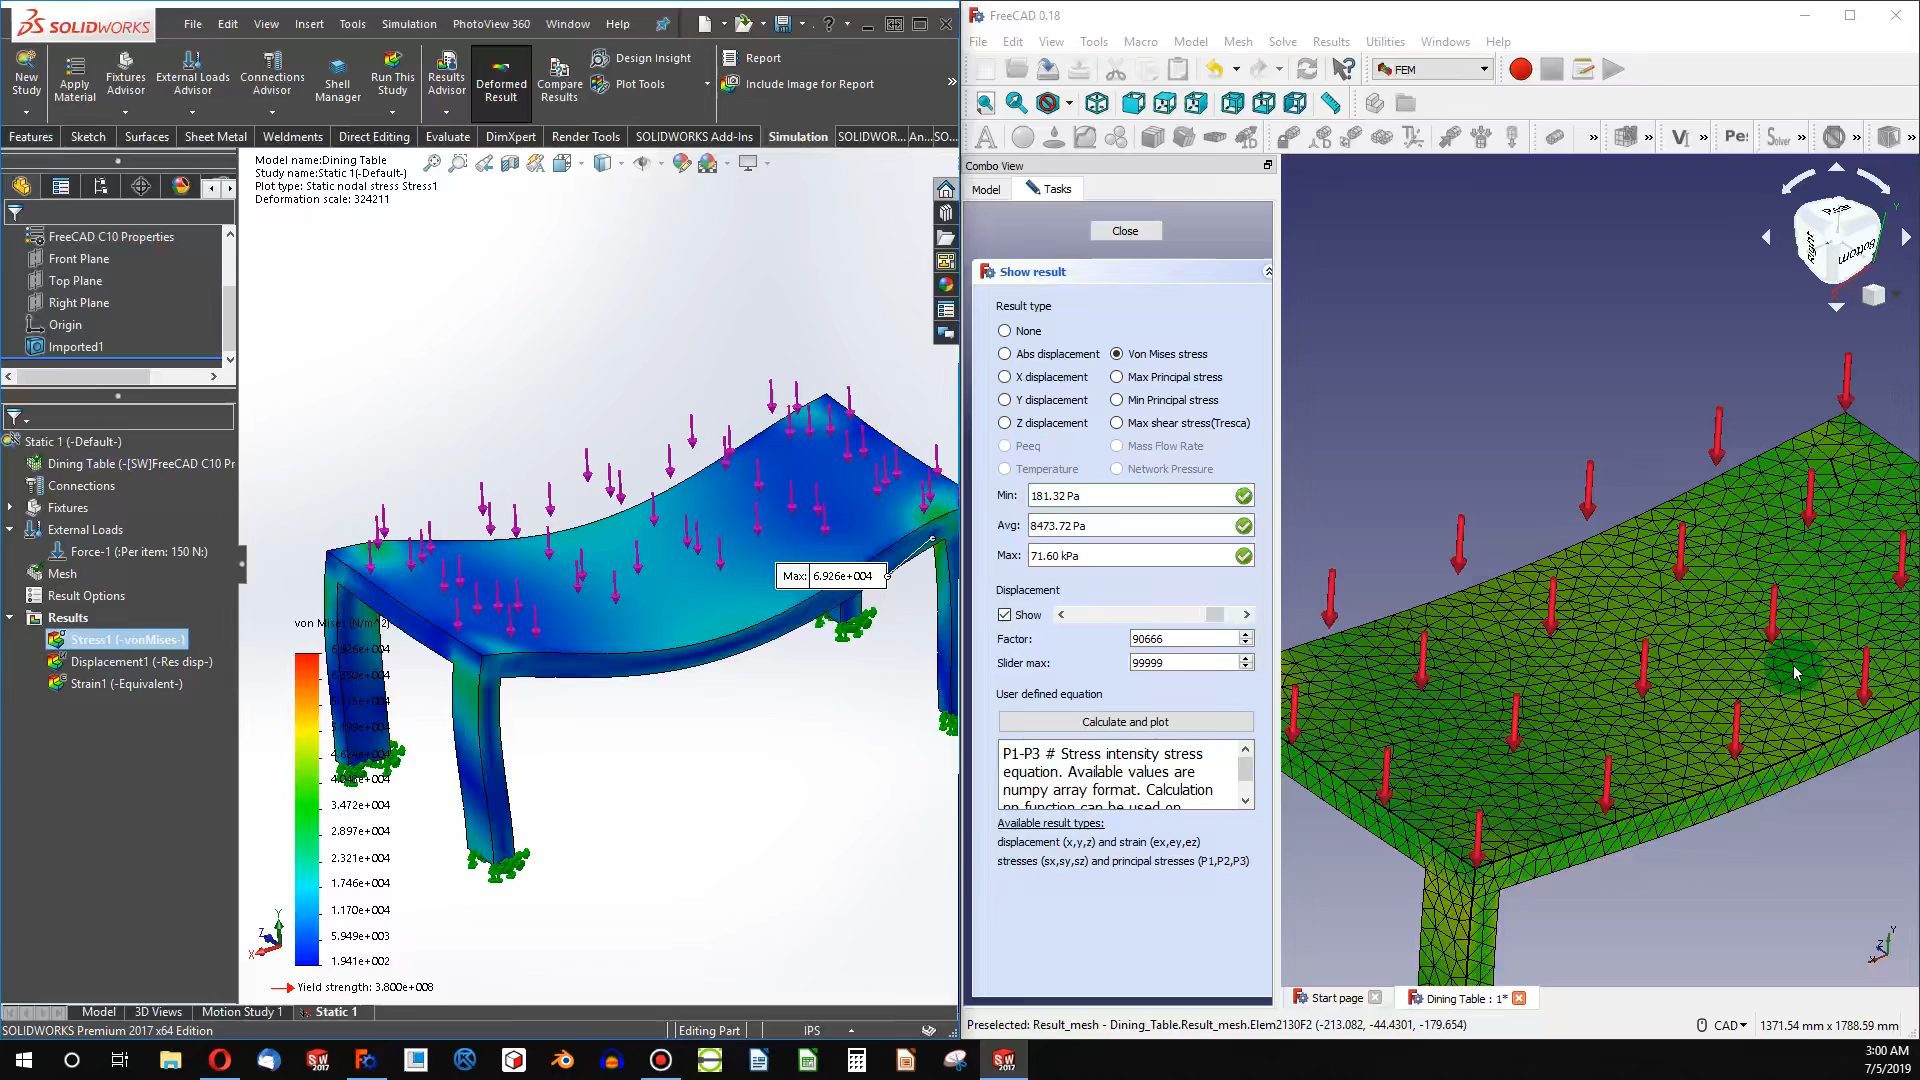 SOLIDWORKS
File Edit View Insert Tools Simulation PhotoView 360 Window Help
New Study
Apply Material
Fixtures Advisor
External Loads Advisor
Connections Advisor
Shell Manager
Run This Study
Results Advisor
Deformed Result
Compare Results
Design Insight
Plot Tools
Report
Include Image for Report
Features Sketch Surfaces Sheet Metal Weldments Direct Editing Evaluate DimXpert Render Tools SOLIDWORKS Add-Ins Simulation SOLIDWOR... An... SO...
Model name:Dining Table
Study name:Static 1(-Default-)
Plot type: Static nodal stress Stress1
Deformation scale: 324211
FreeCAD C10 Properties
Front Plane
Top Plane
Right Plane
Origin
Imported1
Static 1 (-Default-)
Dining Table (-[SW]FreeCAD C10 Pr
Connections
Fixtures
External Loads
Force-1 (:Per item: 150 N:)
Mesh
Result Options
Results
Stress1 (-vonMises-)
Displacement1 (-Res disp-)
Strain1 (-Equivalent-)
Max: 6.926e+004
3.472e+004
2.897e+004
2.321e+004
1.746e+004
1.170e+004
5.949e+003
1.941e+002
Yield strength: 3.800e+008
Z Y X
Model 3D Views Motion Study 1 Static 1
SOLIDWORKS Premium 2017 x64 Edition
Editing Part
IPS
FreeCAD 0.18
File Edit View Tools Macro Model Mesh Solve Results Utilities Windows Help
FEM
Combo View
Model Tasks
Close
Show result
Result type
None
Abs displacement Von Mises stress
X displacement Max Principal stress
Y displacement Min Principal stress
Z displacement Max shear stress(Tresca)
Peeq Mass Flow Rate
Temperature Network Pressure
Min: 181.32 Pa
Avg: 8473.72 Pa
Max: 71.60 kPa
Displacement
Show
Factor: 90666
Slider max: 99999
User defined equation
Calculate and plot
P1-P3 # Stress intensity stress
equation. Available values are
numpy array format. Calculation
Available result types:
displacement (x,y,z) and strain (ex,ey,ez)
stresses (sx,sy,sz) and principal stresses (P1,P2,P3)
Rear
Right
Bottom
Start page
Dining Table : 1*
Preselected: Result_mesh - Dining_Table.Result_mesh.Elem2130F2 (-213.082, -44.4301, -179.654)
CAD
1371.54 mm x 1788.59 mm
3:00 AM
7/5/2019